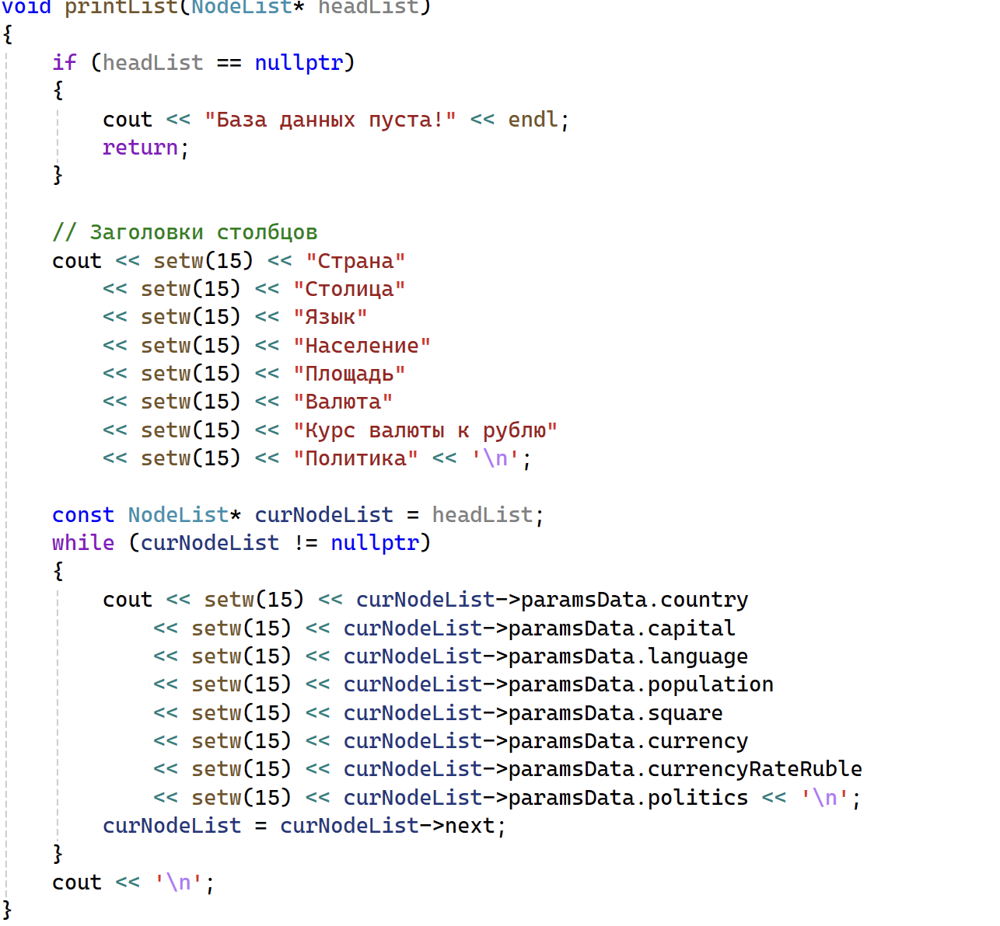 void printList(NodeList* headList)
{
    if (headList == nullptr)
    {
        cout << "База данных пуста!" << endl;
        return;
    }

    // Заголовки столбцов
    cout << setw(15) << "Страна"
        << setw(15) << "Столица"
        << setw(15) << "Язык"
        << setw(15) << "Население"
        << setw(15) << "Площадь"
        << setw(15) << "Валюта"
        << setw(15) << "Курс валюты к рублю"
        << setw(15) << "Политика" << '\n';

    const NodeList* curNodeList = headList;
    while (curNodeList != nullptr)
    {
        cout << setw(15) << curNodeList->paramsData.country
            << setw(15) << curNodeList->paramsData.capital
            << setw(15) << curNodeList->paramsData.language
            << setw(15) << curNodeList->paramsData.population
            << setw(15) << curNodeList->paramsData.square
            << setw(15) << curNodeList->paramsData.currency
            << setw(15) << curNodeList->paramsData.currencyRateRuble
            << setw(15) << curNodeList->paramsData.politics << '\n';
        curNodeList = curNodeList->next;
    }
    cout << '\n';
}